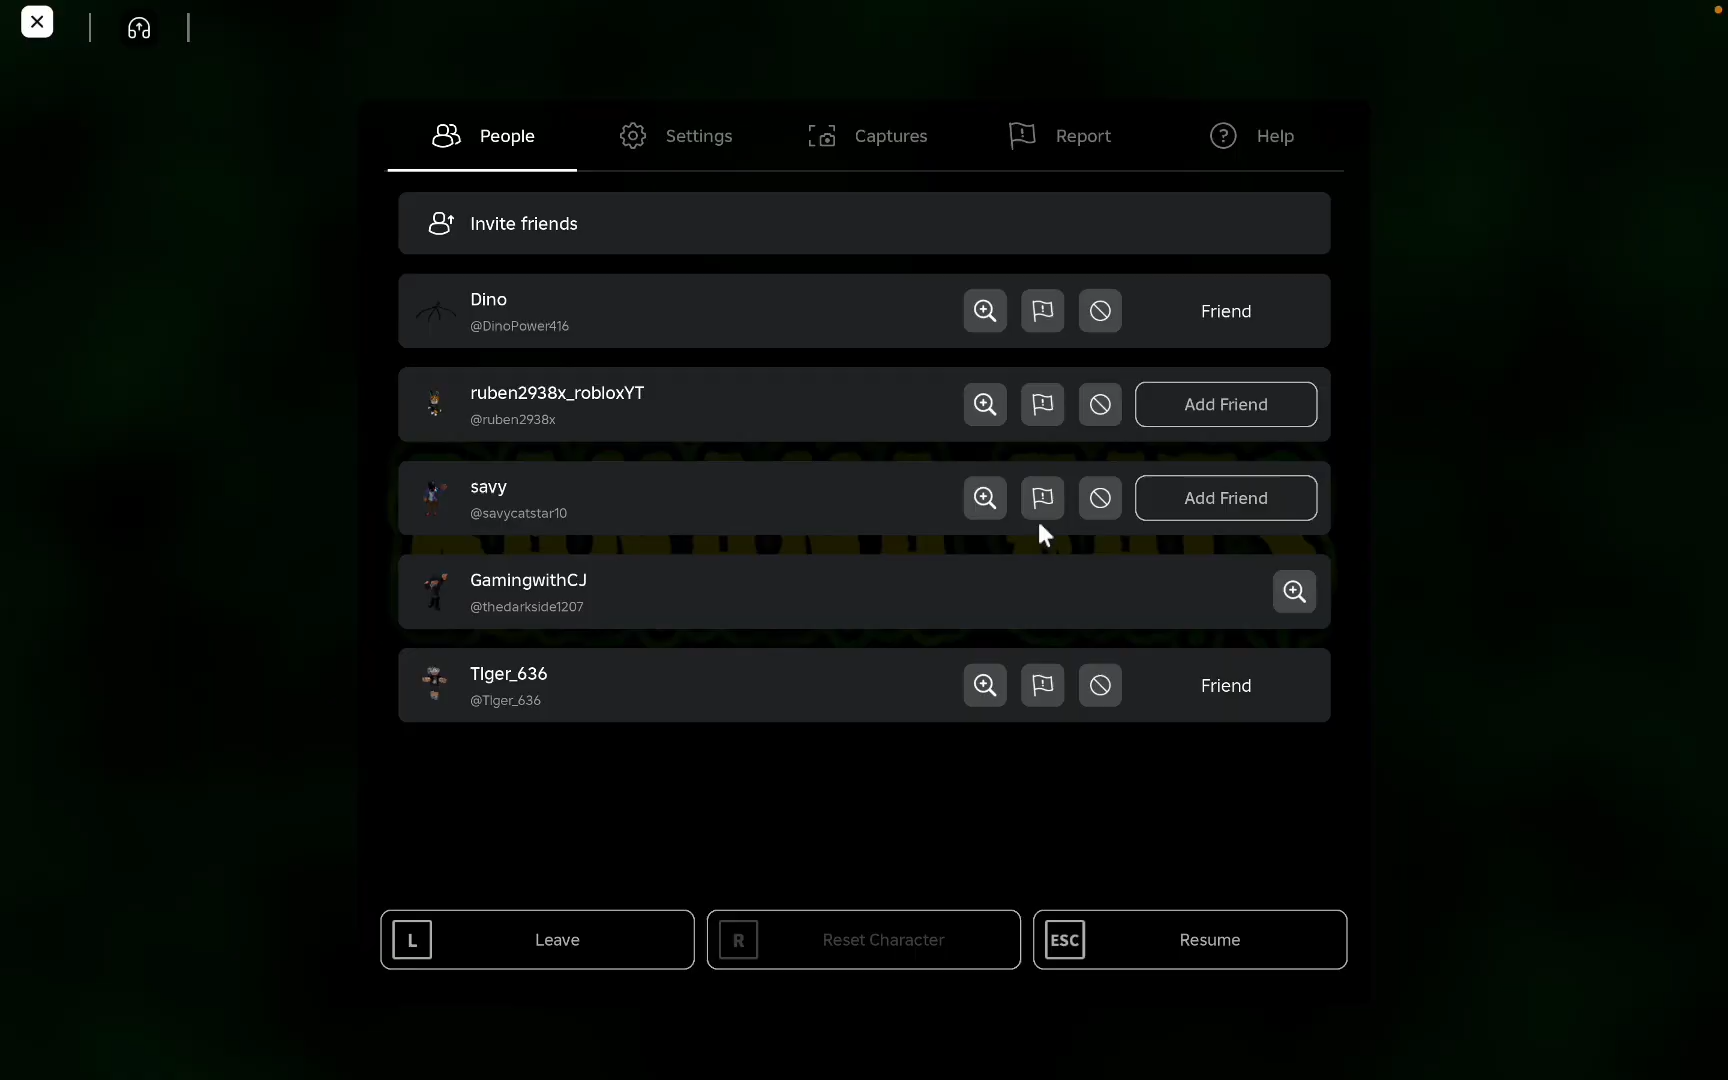 People Settings Captures Report Help
Invite friends
Dino
@DinoPower416
Friend
ruben2938x_robloxYT
@ruben2938x
Add Friend
savy
@savycatstar10
Add Friend
GamingwithCJ
@thedarkside1207
TIger_636
@TIger_636
Friend
L Leave R Reset Character ESC Resume